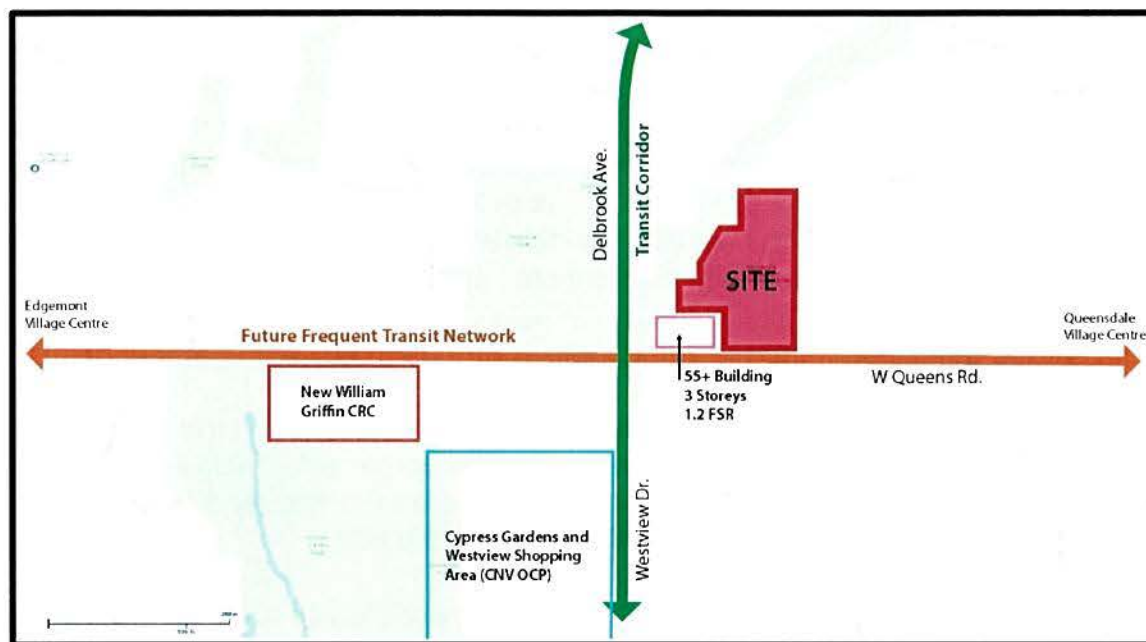 Delbrook Ave.
Transit Corridor
SITE
Edgemont
Village Centre
Queensdale
Village Centre
Future Frequent Transit Network
W Queens Rd.
55+ Building
3 Storeys
1.2 FSR
New William
Griffin CRC
Westview Dr.
Cypress Gardens and
Westview Shopping
Area (CNV OCP)